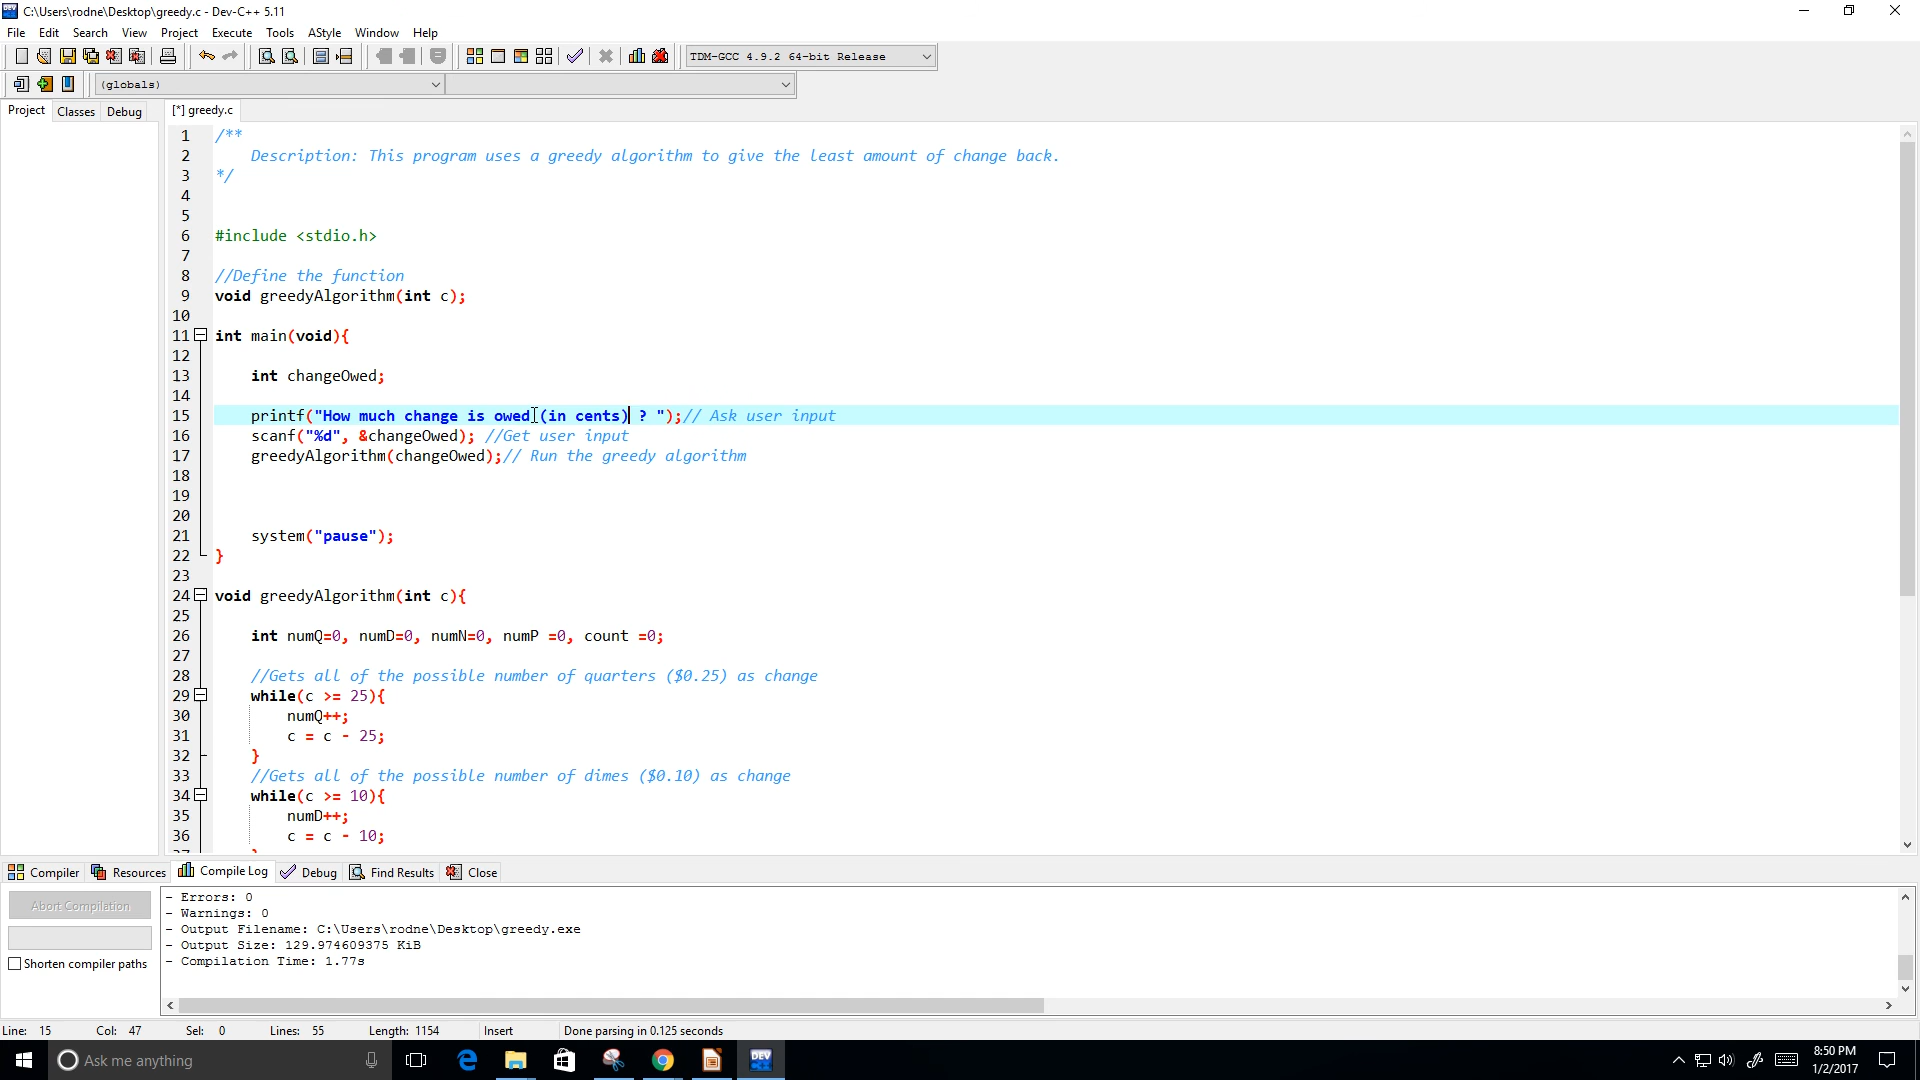 C:\Users\rodne\Desktop\greedy.c - Dev-C++ 5.11
File Edit Search View Project Execute Tools AStyle Window Help
TDM-GCC 4.9.2 64-bit Release
(globals)
Project Classes Debug [*] greedy.c
1 /**
2 Description: This program uses a greedy algorithm to give the least amount of change back.
3 */
4
5
6 #include <stdio.h>
7
8 //Define the function
9 void greedyAlgorithm(int c);
10
11 int main(void){
12
13 int changeOwed;
14
15 printf("How much change is owed (in cents) ? ");// Ask user input
16 scanf("%d", &changeOwed); //Get user input
17 greedyAlgorithm(changeOwed);// Run the greedy algorithm
18
19
20
21 system("pause");
22 }
23
24 void greedyAlgorithm(int c){
25
26 int numQ=0, numD=0, numN=0, numP =0, count =0;
27
28 //Gets all of the possible number of quarters ($0.25) as change
29 while(c >= 25){
30 numQ++;
31 c = c - 25;
32 }
33 //Gets all of the possible number of dimes ($0.10) as change
34 while(c >= 10){
35 numD++;
36 c = c - 10;
Compiler Resources Compile Log Debug Find Results Close
Abort Compilation
Shorten compiler paths
- Errors: 0
- Warnings: 0
- Output Filename: C:\Users\rodne\Desktop\greedy.exe
- Output Size: 129.974609375 KiB
- Compilation Time: 1.77s
Line: 15 Col: 47 Sel: 0 Lines: 55 Length: 1154 Insert Done parsing in 0.125 seconds
Ask me anything
DEV
8:50 PM
1/2/2017